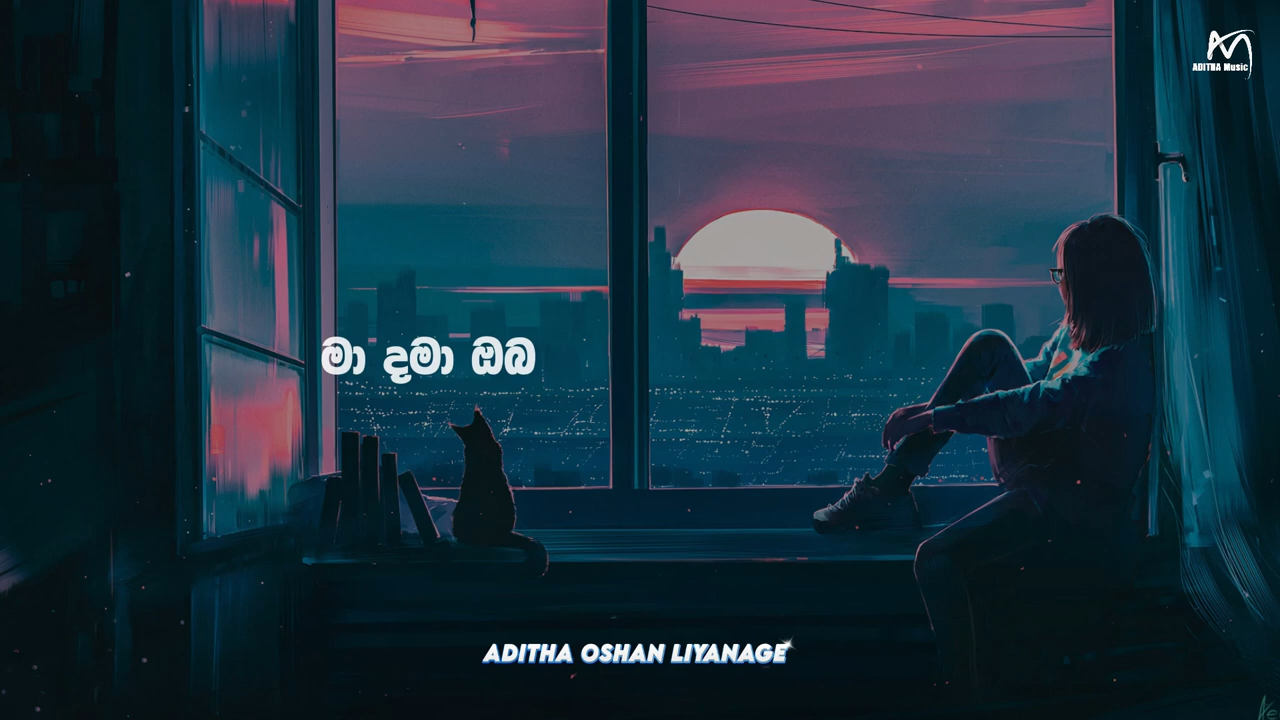 ADITHA Music
මා දමා ඔබ
ADITHA OSHAN LIYANAGE